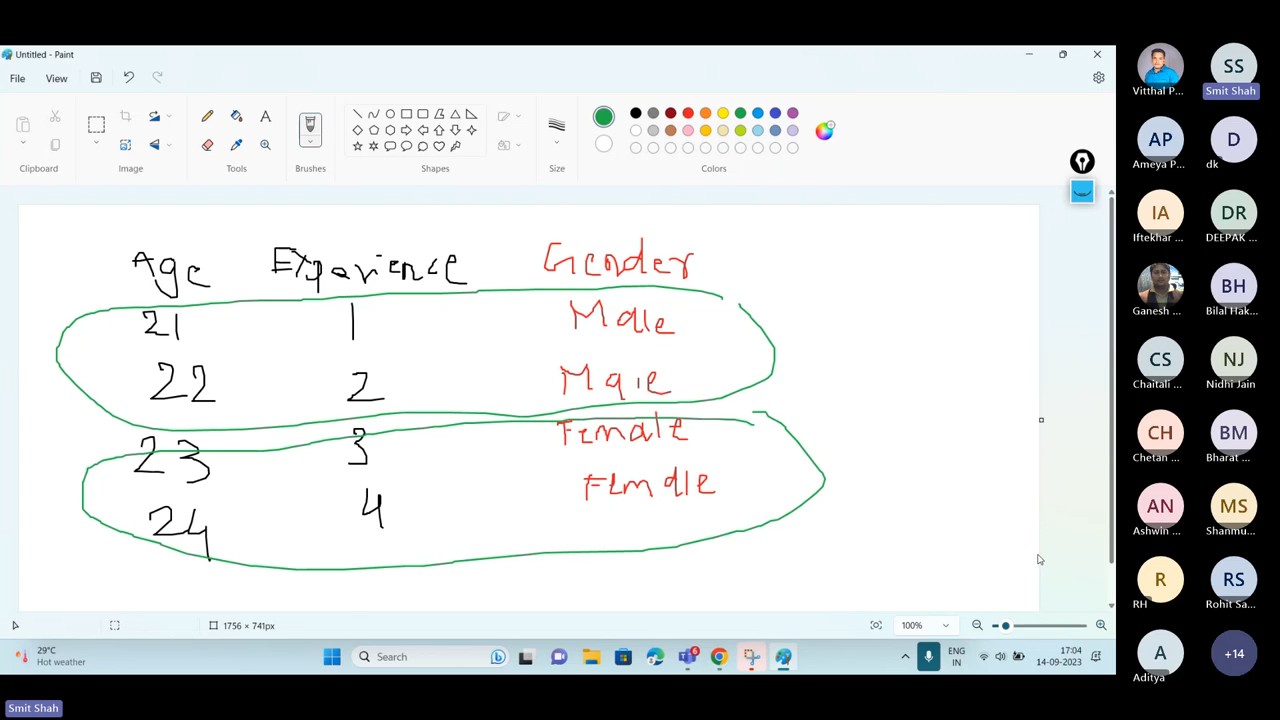 Untitled - Paint
File View
Clipboard Image Tools Brushes Shapes Size Colors
Age Experience Gender
21 1 Male
22 2 Male
23 3 Female
24 4 Female
1756 × 741px 100%
29°C
Hot weather
Search
6
ENG
IN
17:04
14-09-2023
Smit Shah
Vitthal P...
SS
Smit Shah
AP
Ameya P...
D
dk
IA
Iftekhar ...
DR
DEEPAK ...
Ganesh ...
BH
Bilal Hak...
CS
Chaitali ...
NJ
Nidhi Jain
CH
Chetan ...
BM
Bharat ...
AN
Ashwin ...
MS
Shanmu...
R
RH
RS
Rohit Sa...
A
Aditya
+14